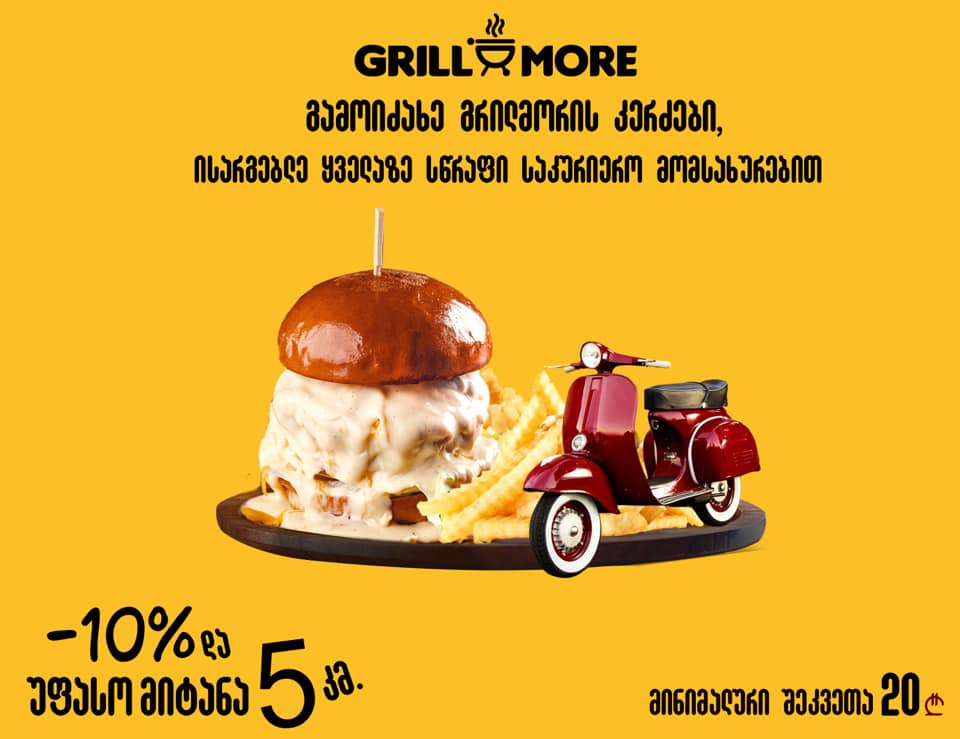 GRILL MORE
გამოიძახე გრილმორის კერძები,
ისარგებლე ყველაზე სწრაფი საკურიერო მომსახურებით
-10% და
უფასო მიტანა 5 კმ.
მინიმალური შეკვეთა 20 ₾